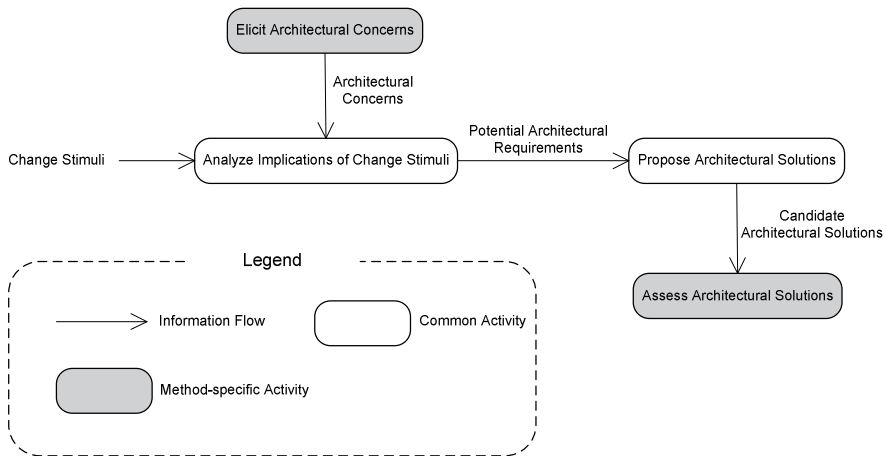 Elicit Architectural Concerns
Architectural
Concerns
Potential Architectural
Requirements
Change Stimuli
Analyze Implications of Change Stimuli
Propose Architectural Solutions
Candidate
Architectural Solutions
Legend
Assess Architectural Solutions
Information Flow
Common Activity
Method-specific Activity